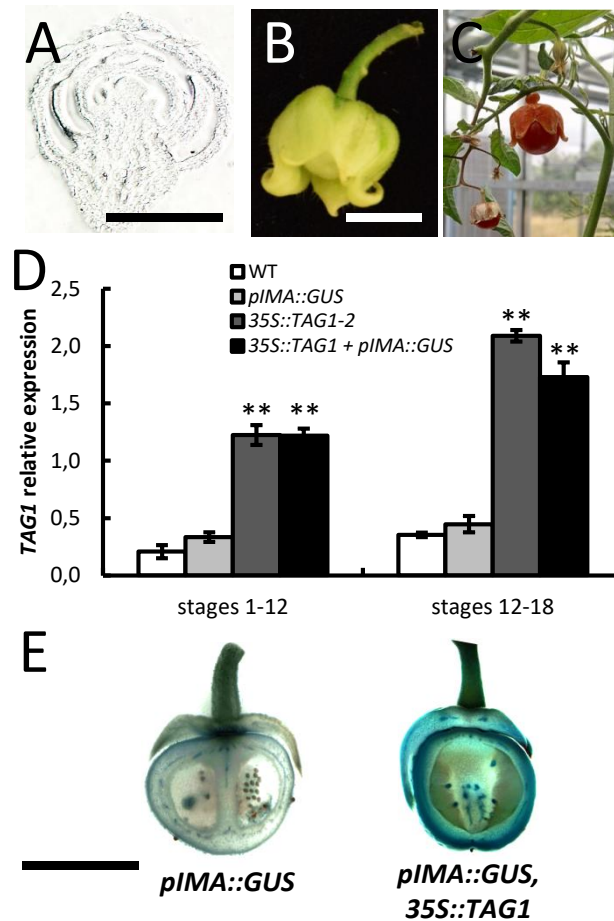 A
B
C
D
WT
pIMA::GUS
35S::TAG1-2
35S::TAG1 + pIMA::GUS
TAG1 relative expression
2,5
2,0
1,5
1,0
0,5
0,0
** **
** **
stages 1-12
stages 12-18
E
pIMA::GUS
pIMA::GUS,
35S::TAG1